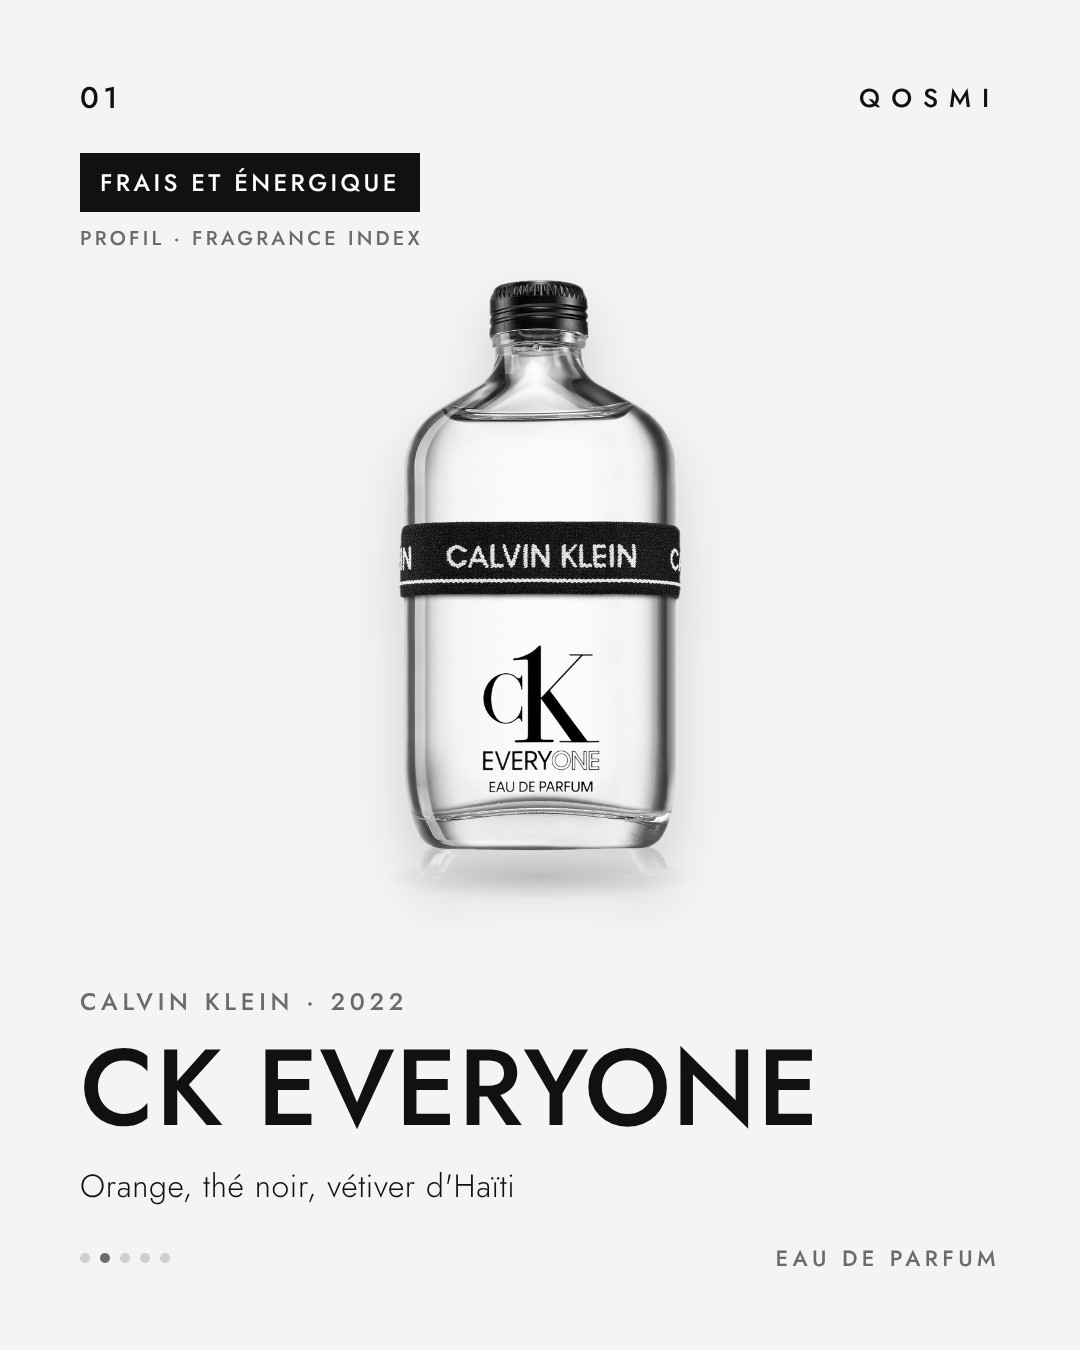 01
QOSMI
FRAIS ET ÉNERGIQUE
PROFIL · FRAGRANCE INDEX
IN CALVIN KLEIN C
cK
EVERYONE
EAU DE PARFUM
CALVIN KLEIN · 2022
CK EVERYONE
Orange, thé noir, vétiver d'Haïti
EAU DE PARFUM